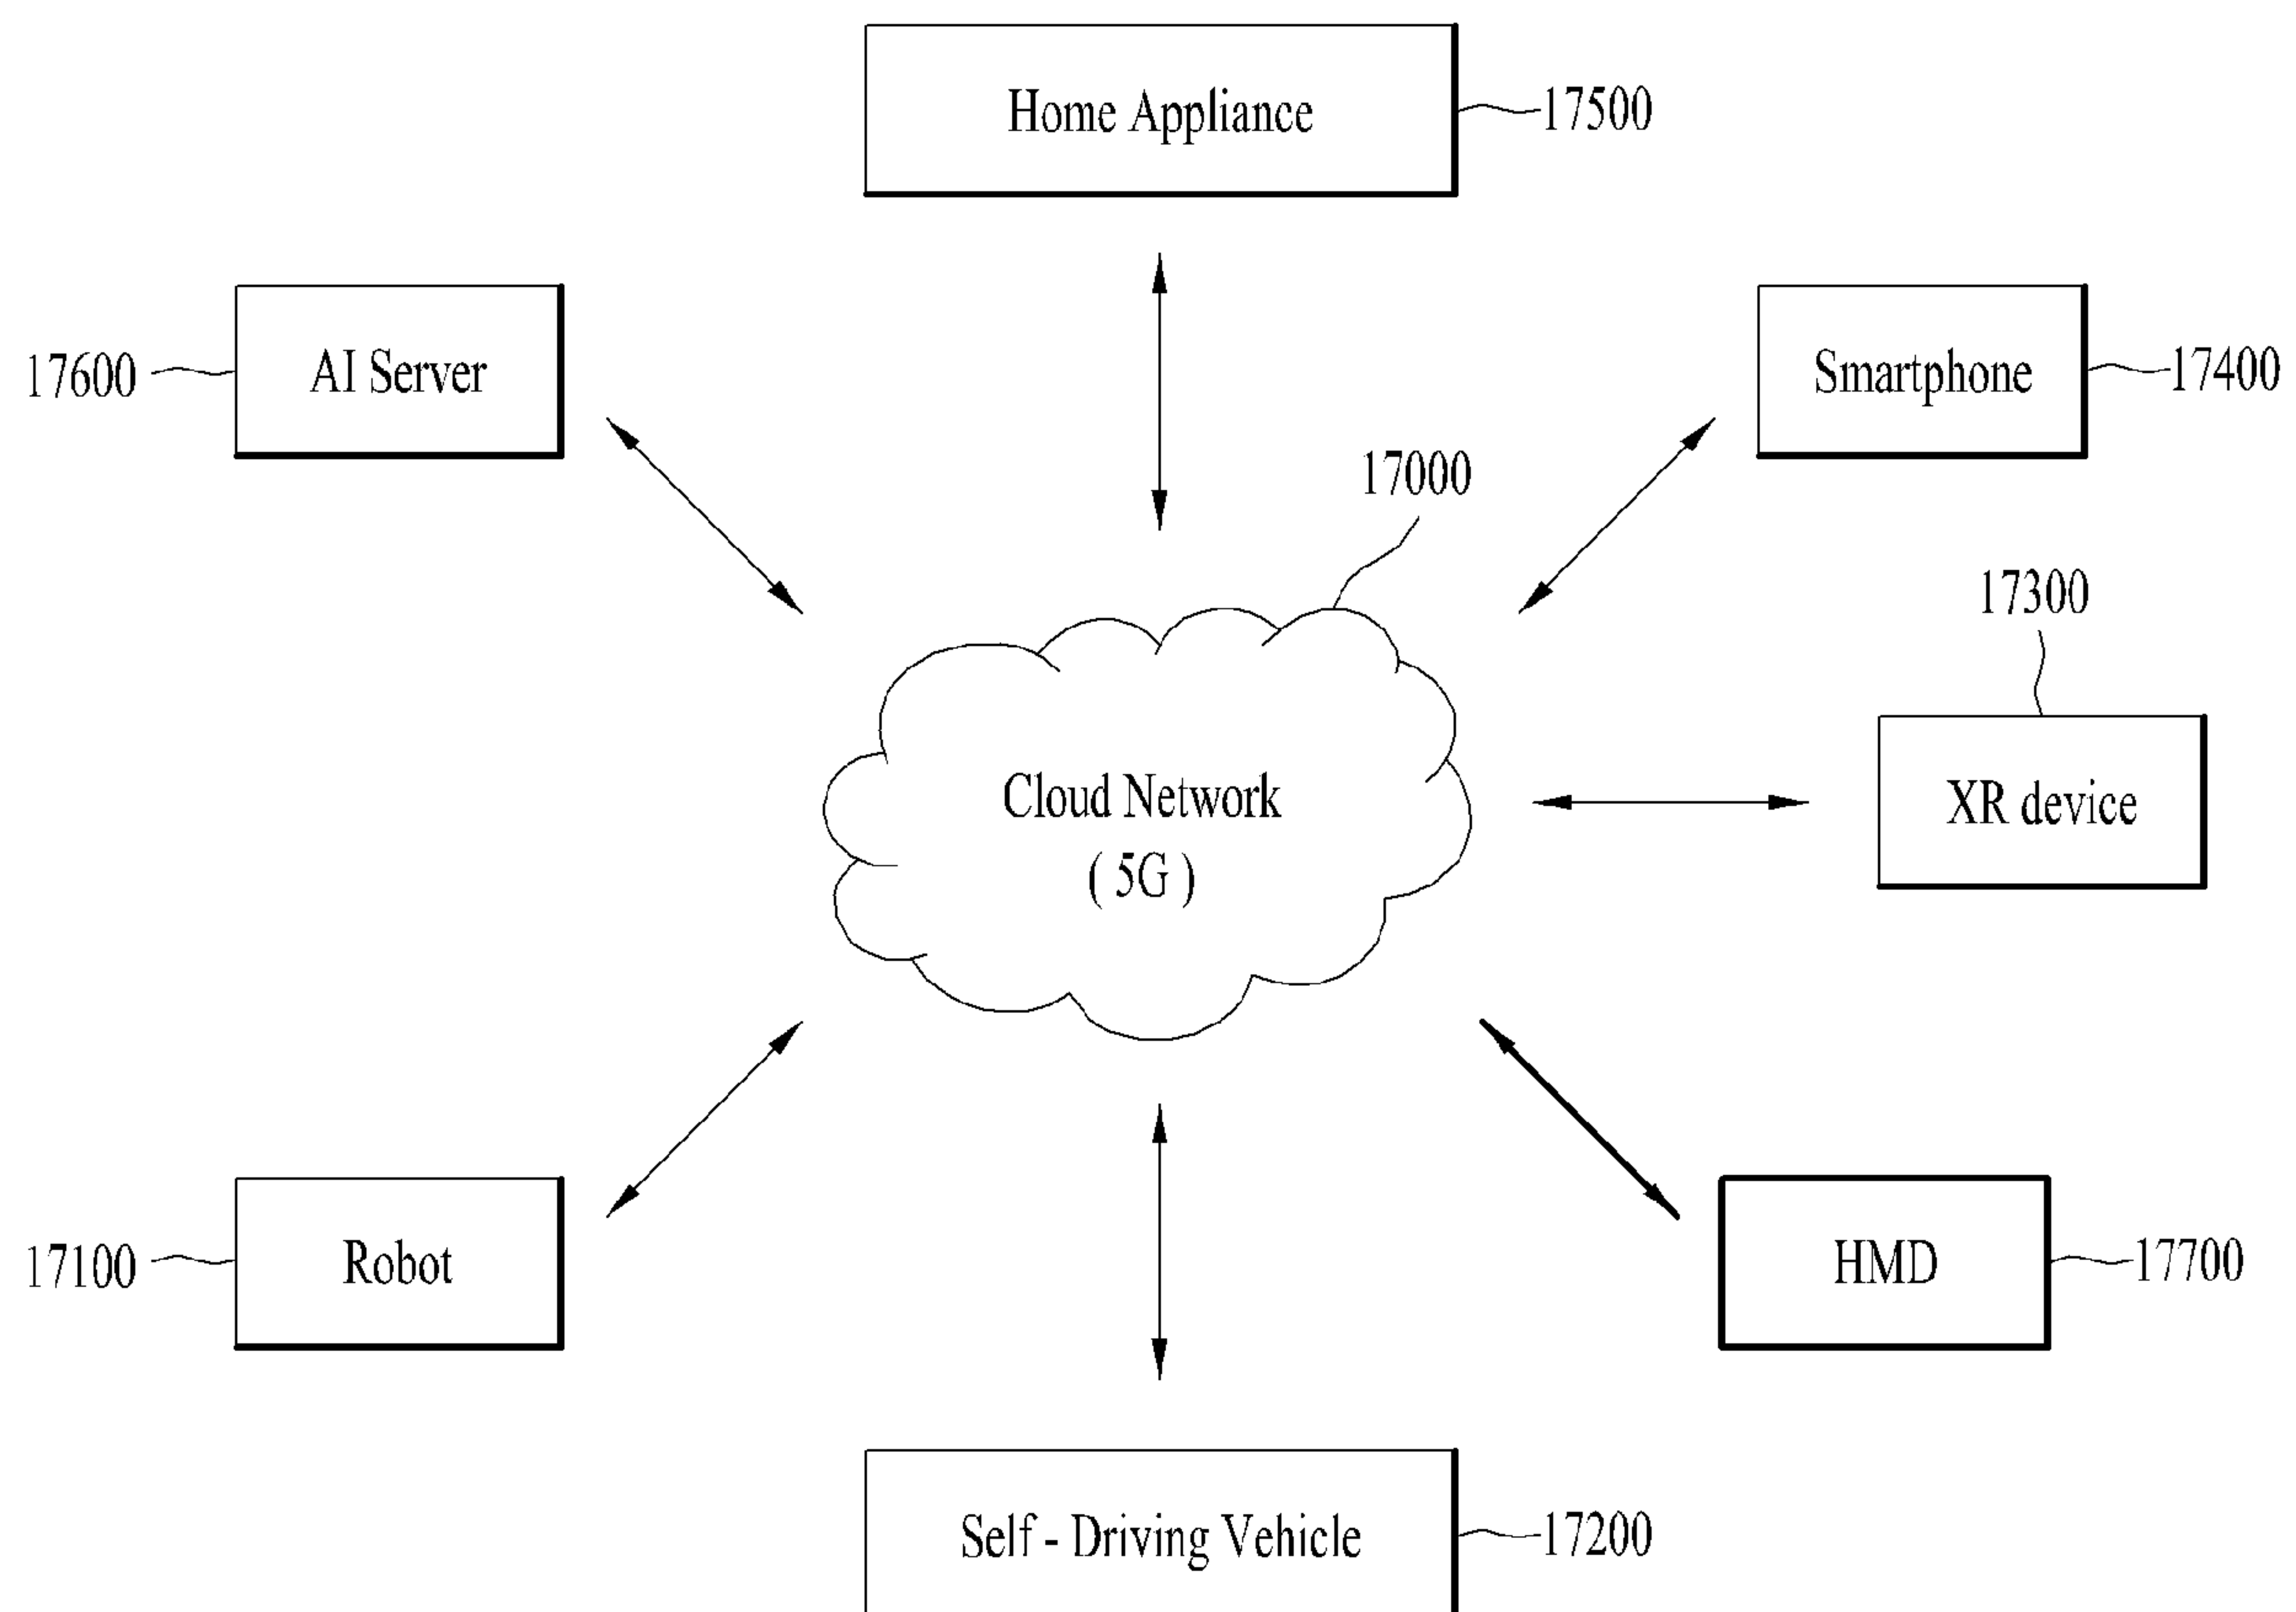 Home Appliance
17500
17600
AI Server
Smartphone
17400
17000
17300
Cloud Network
( 5G )
XR device
17100
Robot
HMD
17700
Self - Driving Vehicle
17200